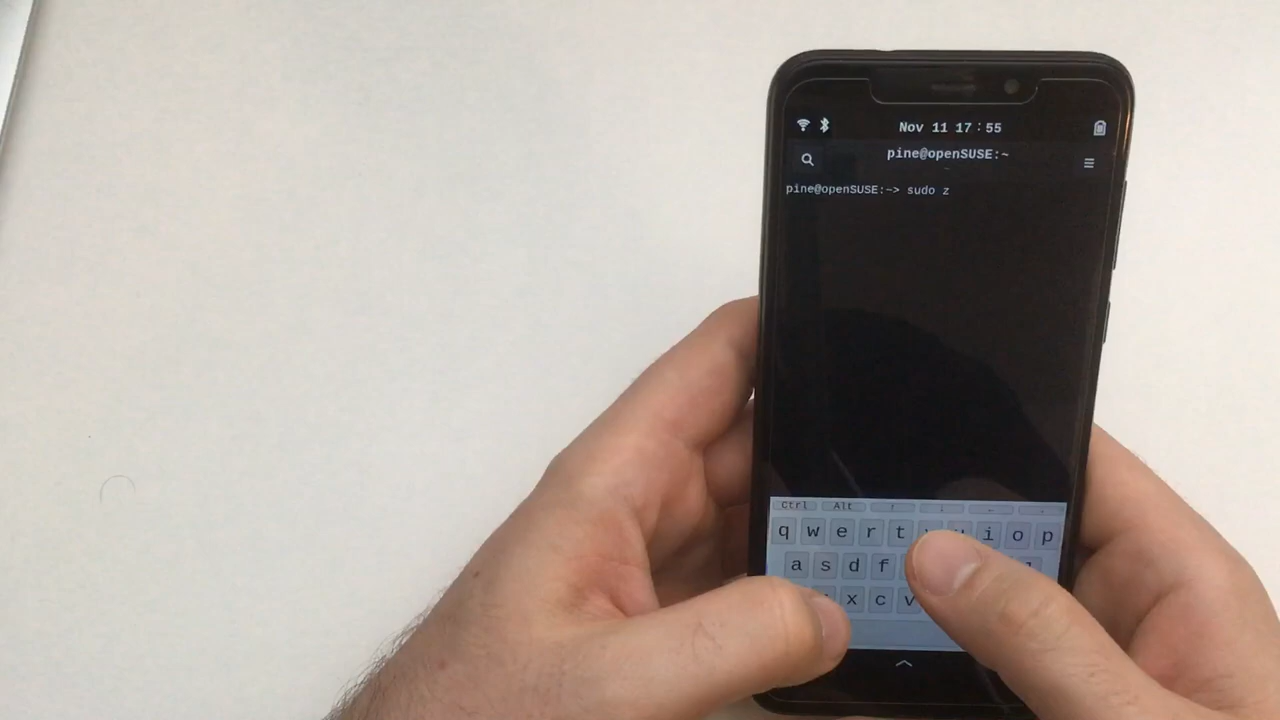 Nov 11 17:55
pine@openSUSE:~
pine@openSUSE:~> sudo z
Ctrl Alt ↑ ↓ ←
q w e r t i o p
a s d f
x c v